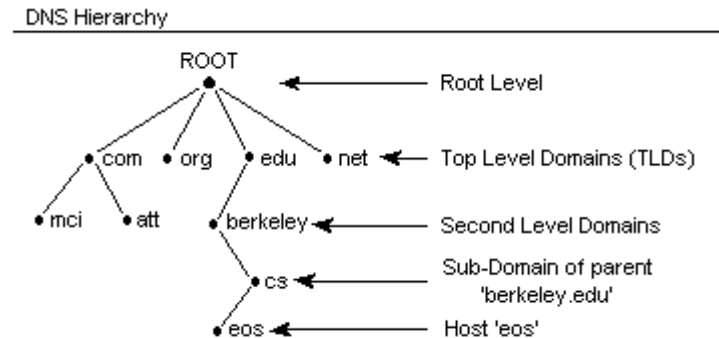 DNS Hierarchy
ROOT
Root Level
com org edu net Top Level Domains (TLDs)
mci att berkeley Second Level Domains
cs Sub-Domain of parent
'berkeley.edu'
eos Host 'eos'